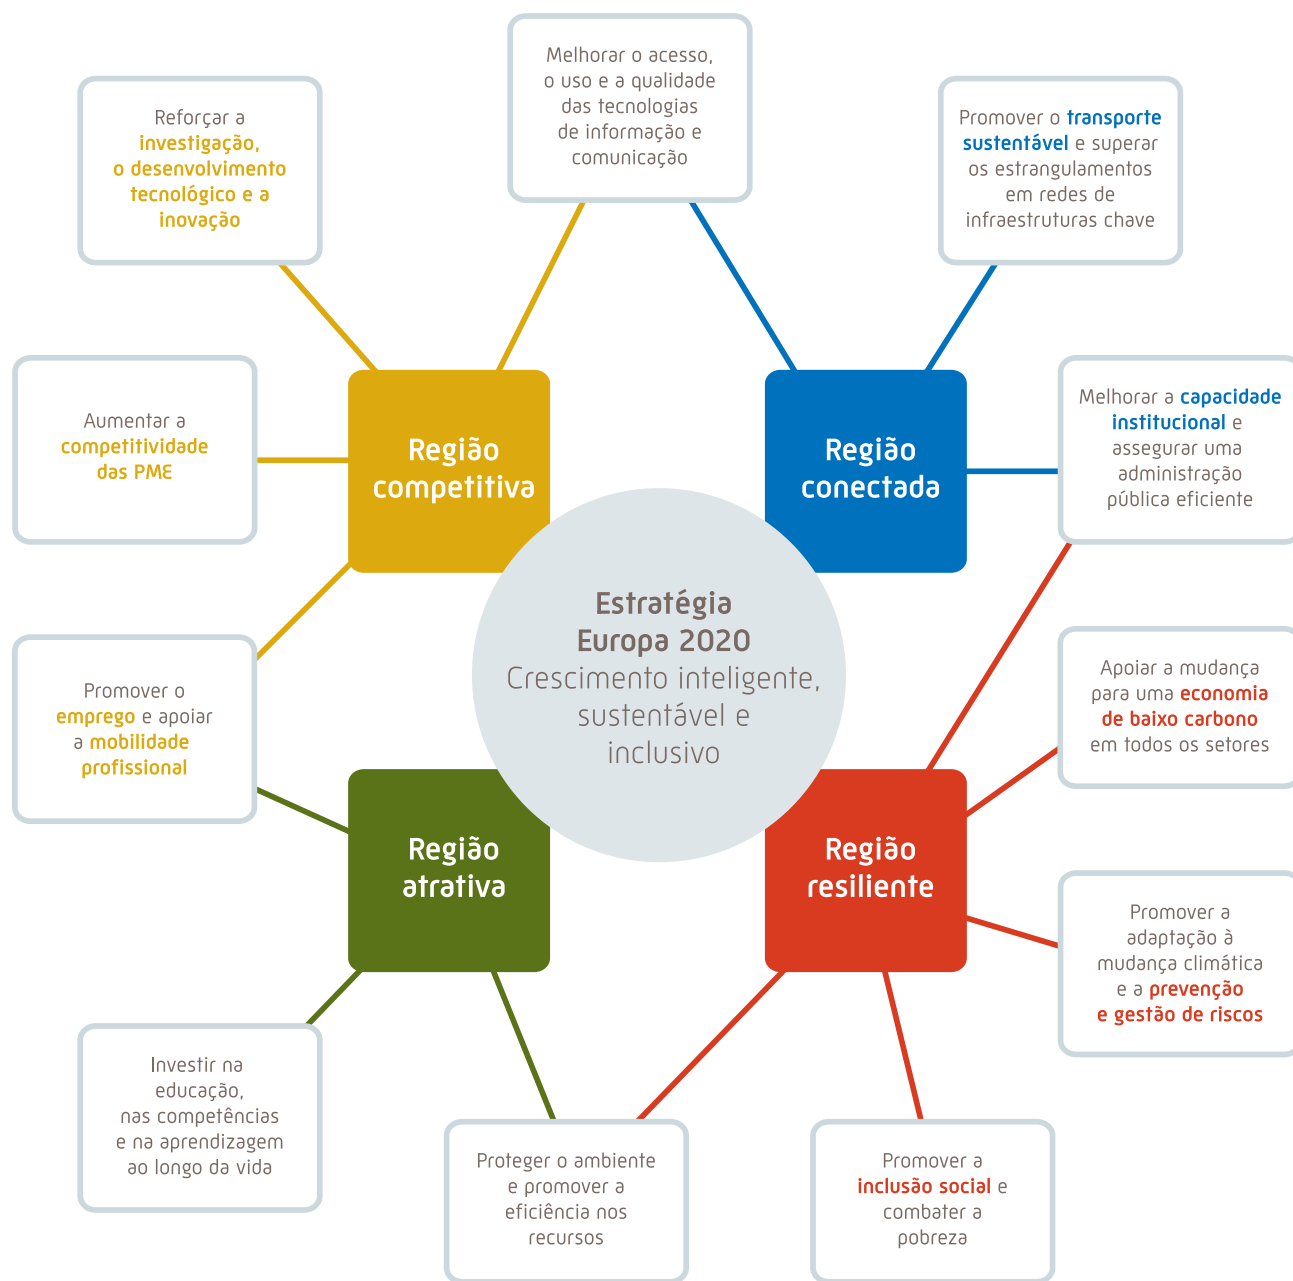 Melhorar o acesso,
o uso e a qualidade
das tecnologias
de informação e
comunicação
Reforçar a
investigação,
o desenvolvimento
tecnológico e a
inovação
Promover o transporte
sustentável e superar
os estrangulamentos
em redes de
infraestruturas chave
Aumentar a
competitividade
das PME
Região
competitiva
Região
conectada
Melhorar a capacidade
institucional e
assegurar uma
administração
pública eficiente
Estratégia
Europa 2020
Crescimento inteligente,
sustentável e
inclusivo
Promover o
emprego e apoiar
a mobilidade
profissional
Apoiar a mudança
para uma economia
de baixo carbono
em todos os setores
Região
atrativa
Região
resiliente
Promover a
adaptação à
mudança climática
e a prevenção
e gestão de riscos
Investir na
educação,
nas competências
e na aprendizagem
ao longo da vida
Proteger o ambiente
e promover a
eficiência nos
recursos
Promover a
inclusão social e
combater a
pobreza